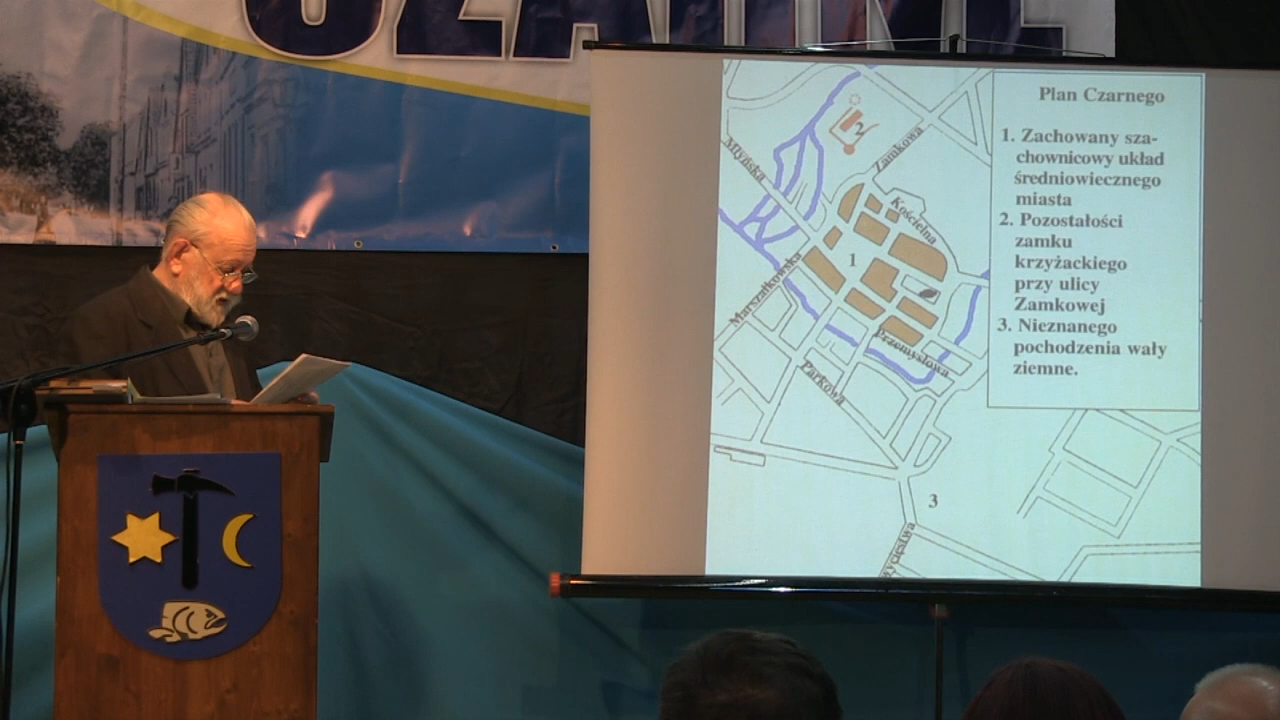 CZARNE
Plan Czarnego
1. Zachowany sza-
chownicowy układ
średniowiecznego
miasta
2. Pozostałości
zamku
krzyżackiego
przy ulicy
Zamkowej
3. Nieznanego
pochodzenia wały
ziemne.
2
Zamkowa
Młyńska
Kościelna
1
Marszałkowska
Przemysłowa
Parkowa
3